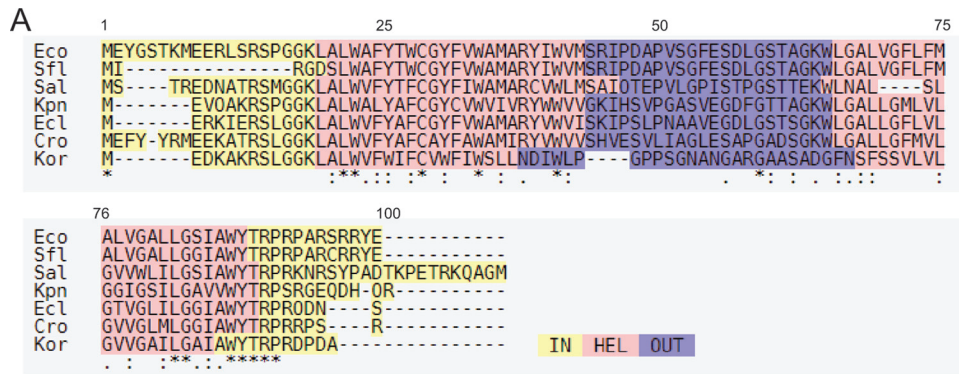 A
1 25 50 75
Eco MEYGSTKMEERLSRSPGGKLALWAFYTWCGYFVWAMARYIWVMSRIPDAPVSGFESDLGSTAGKWLGALVGFLFM
Sfl MI---------------RGDSLWAFYTWCGYFVWAMARYIWVMSRIPDAPVSGFESDLGSTAGKWLGALVGFLFM
Sal MS----TREDNATRSMGGKLALWAFYTFCGYFIWAMARCVWLMSAIOTEPVLGPISTPGSTTEKWLNAL----SL
Kpn M-------EVOAKRSPGGKLALWALYAFCGYCVWVIVRYWWVVGKIHSVPGASVEGDFGTTAGKWLGALLGMLVL
Ecl M-------ERKIERSLGGKLALWVFYAFCGYFVWAMARYVWVISKIPSLPNAAVEGDLGSTSGKWLGALLGFLVL
Cro MEFY-YRMEEKATRSLGGKLALWVFYAFCAYFAWAMIRYVWVVSHVESVLIAGLESAPGADSGKWLGALLGFMVL
Kor M-------EDKAKRSLGGKLALWVFWIFCVWFIWSLLNDIWLP----GPPSGNANGARGAASADGFNSFSSVLVL
* :**.:: :* : * : . *: . *: : . :.:: :
76 100
Eco ALVGALLGSIAWYTRPRPARSRRYE-----------
Sfl ALVGALLGGIAWYTRPRPARCRRYE-----------
Sal GVVWLILGSIAWYTRPRKNRSYPADTKPETRKQAGM
Kpn GGIGSILGAVVWYTRPSRGEQDH-OR----------
Ecl GTVGLILGGIAWYTRPRODN----S-----------
Cro GVVGLMLGGIAWYTRPRRPS----R-----------
Kor GVVGAILGAIAWYTRPRDPDA---------------
. : :**.:.*****
IN HEL OUT